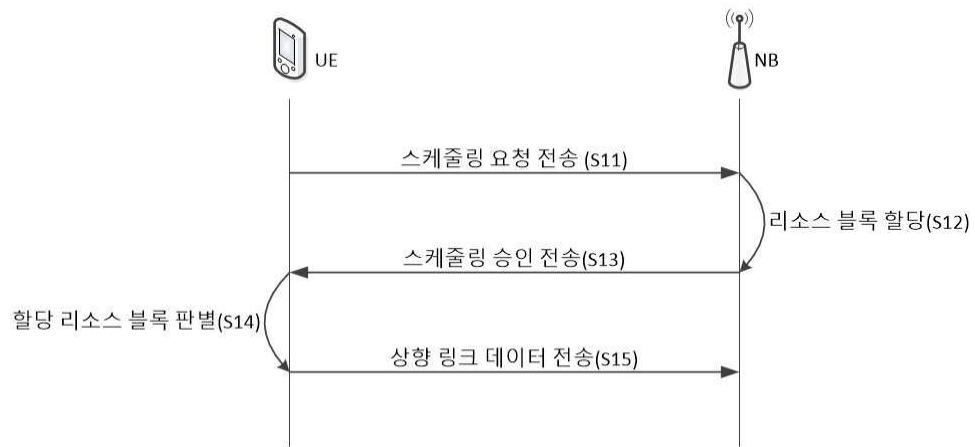 UE
NB
스케줄링 요청 전송 (S11)
리소스 블록 할당(S12)
스케줄링 승인 전송(S13)
할당 리소스 블록 판별(S14)
상향 링크 데이터 전송(S15)